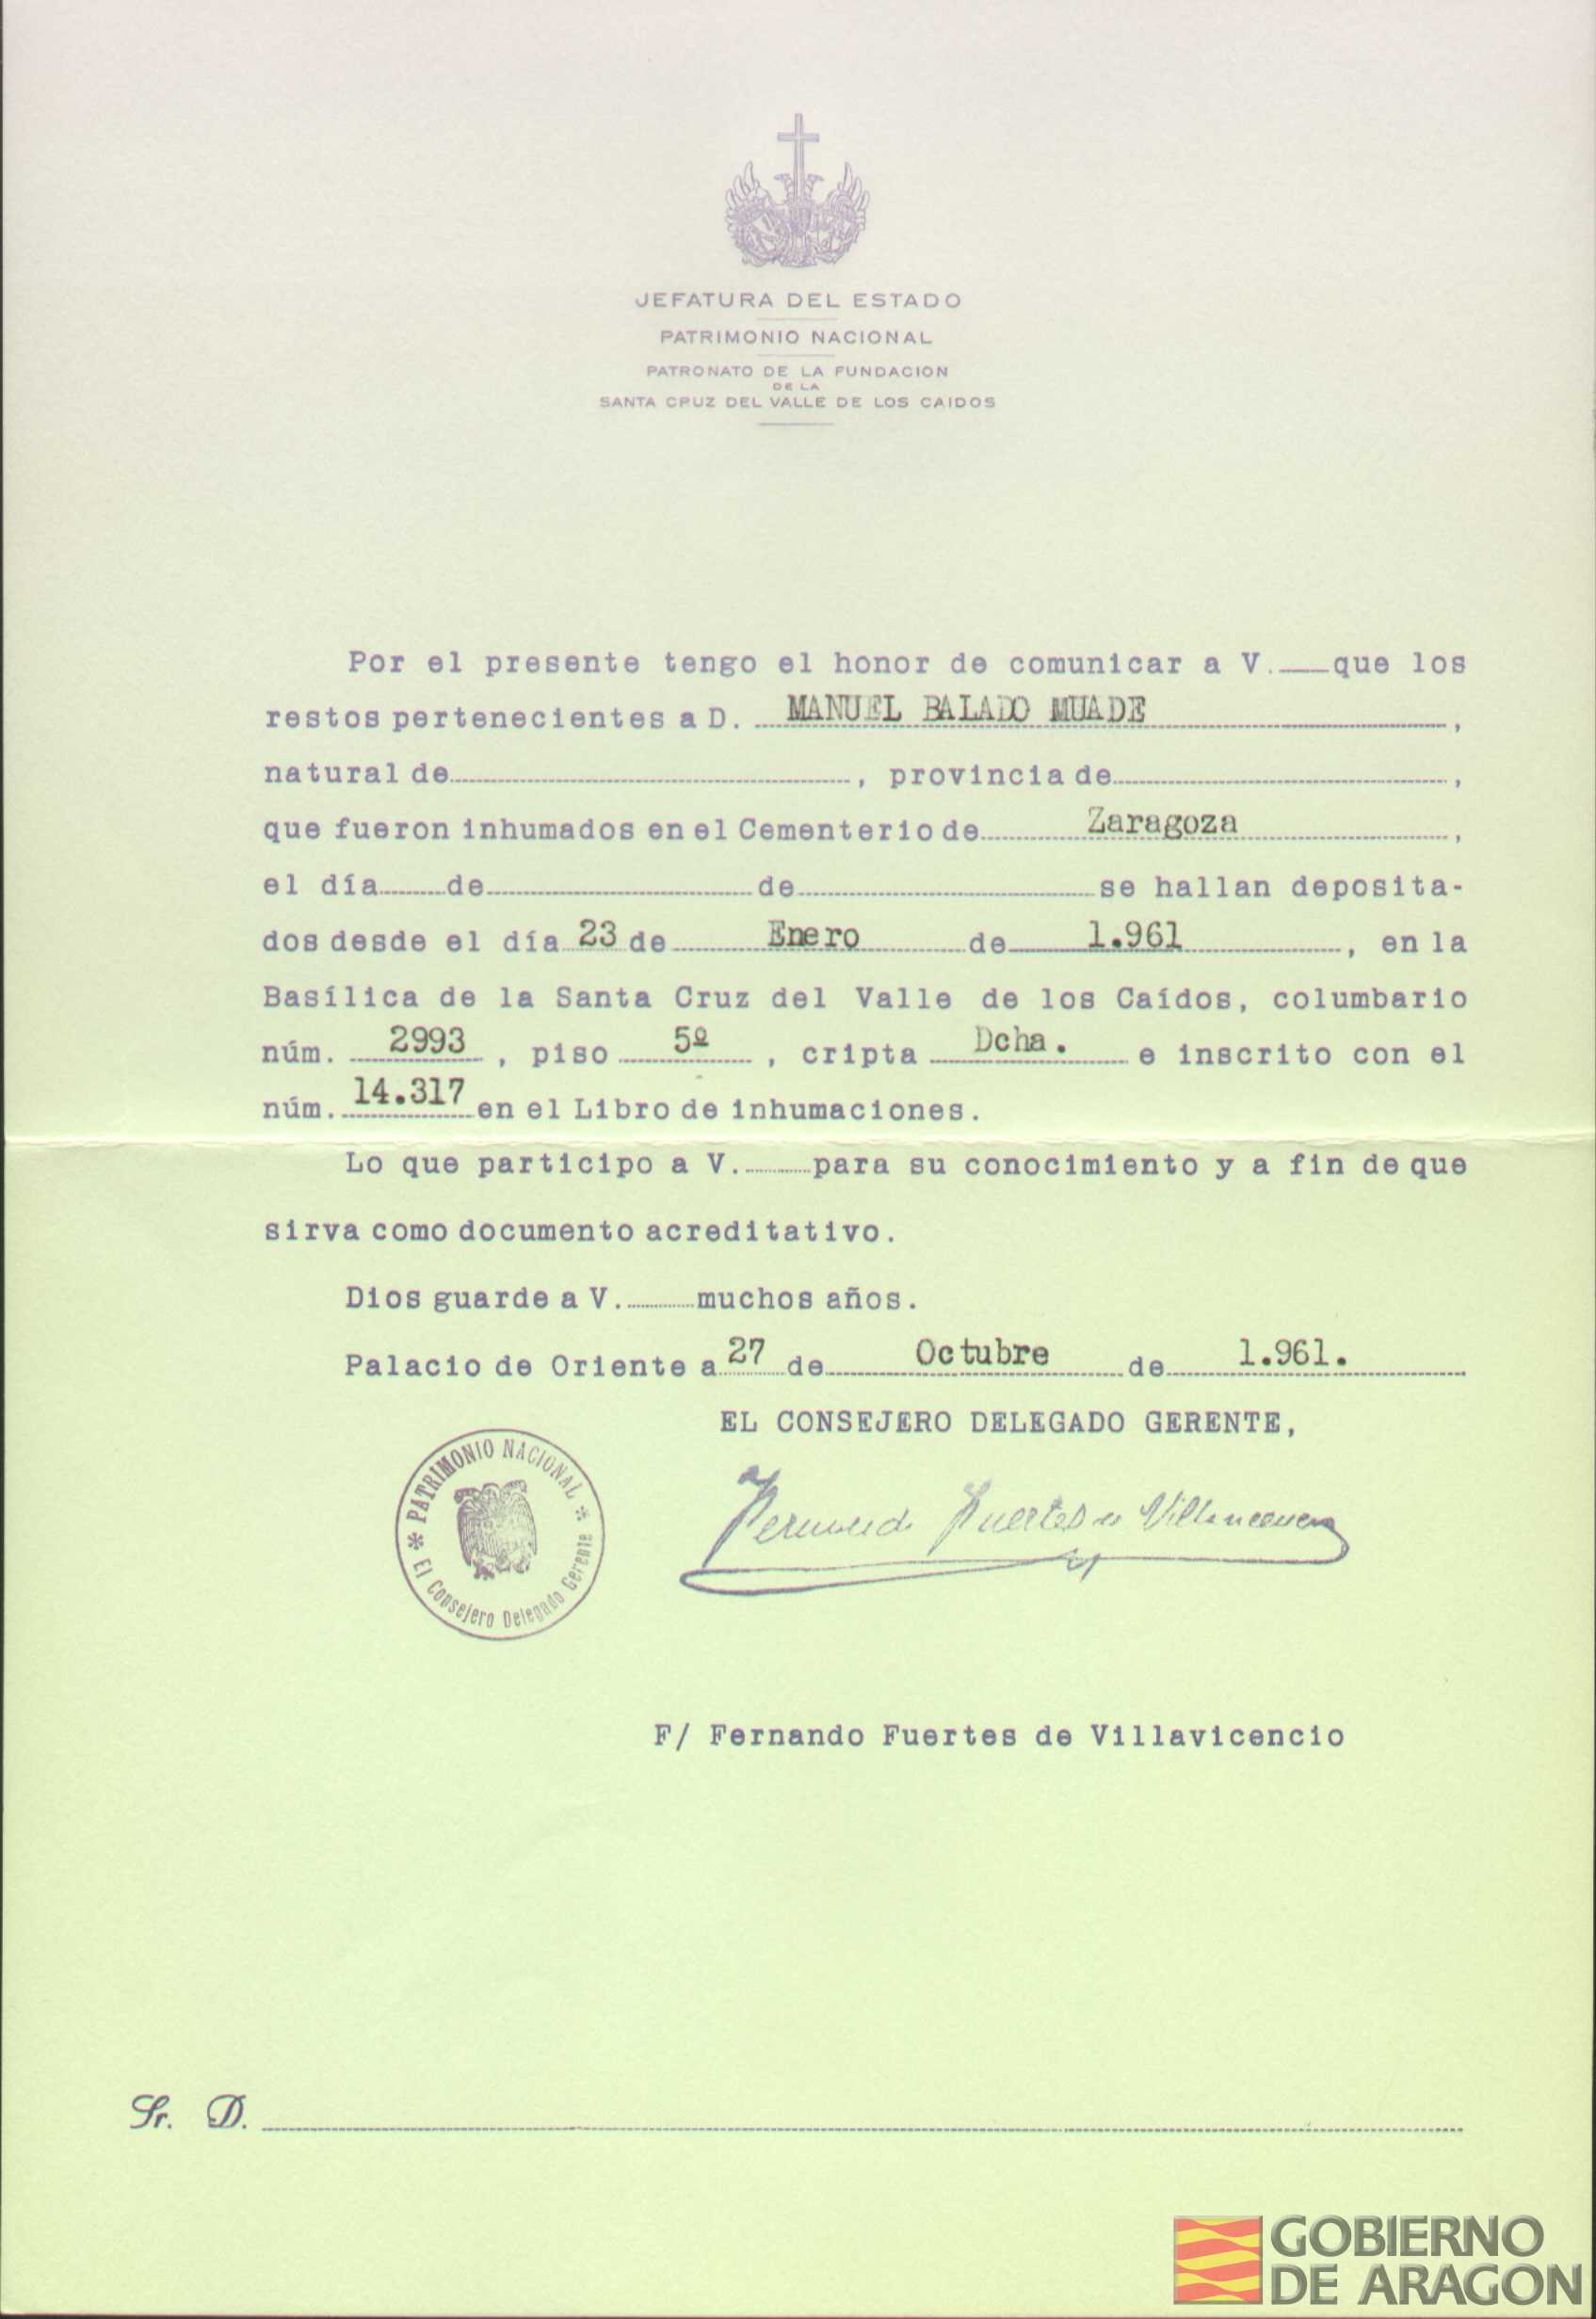 JEFATURA DEL ESTADO
PATRIMONIO NACIONAL
PATRONATO DE LA FUNDACION
DE LA
SANTA CRUZ DEL VALLE DE LOS CAIDOS
Por el presente tengo el honor de comunicar a V. que los
restos pertenecientes a D. MANUEL BALADO MUADE ,
natural de , provincia de ,
que fueron inhumados en el Cementerio de Zaragoza ,
el día de de se hallan deposita-
dos desde el día 23 de Enero de 1.961 , en la
Basílica de la Santa Cruz del Valle de los Caídos, columbario
núm. 2993 , piso 5º , cripta Dcha. e inscrito con el
núm. 14.317 en el Libro de inhumaciones.
Lo que participo a V. para su conocimiento y a fin de que
sirva como documento acreditativo.
Dios guarde a V. muchos años.
Palacio de Oriente a 27 de Octubre de 1.961.
EL CONSEJERO DELEGADO GERENTE,
* PATRIMONIO NACIONAL *
El Consejero Delegado Gerente
Fernando Fuertes de Villavicencio
F/ Fernando Fuertes de Villavicencio
Sr. D.
GOBIERNO
DE ARAGON